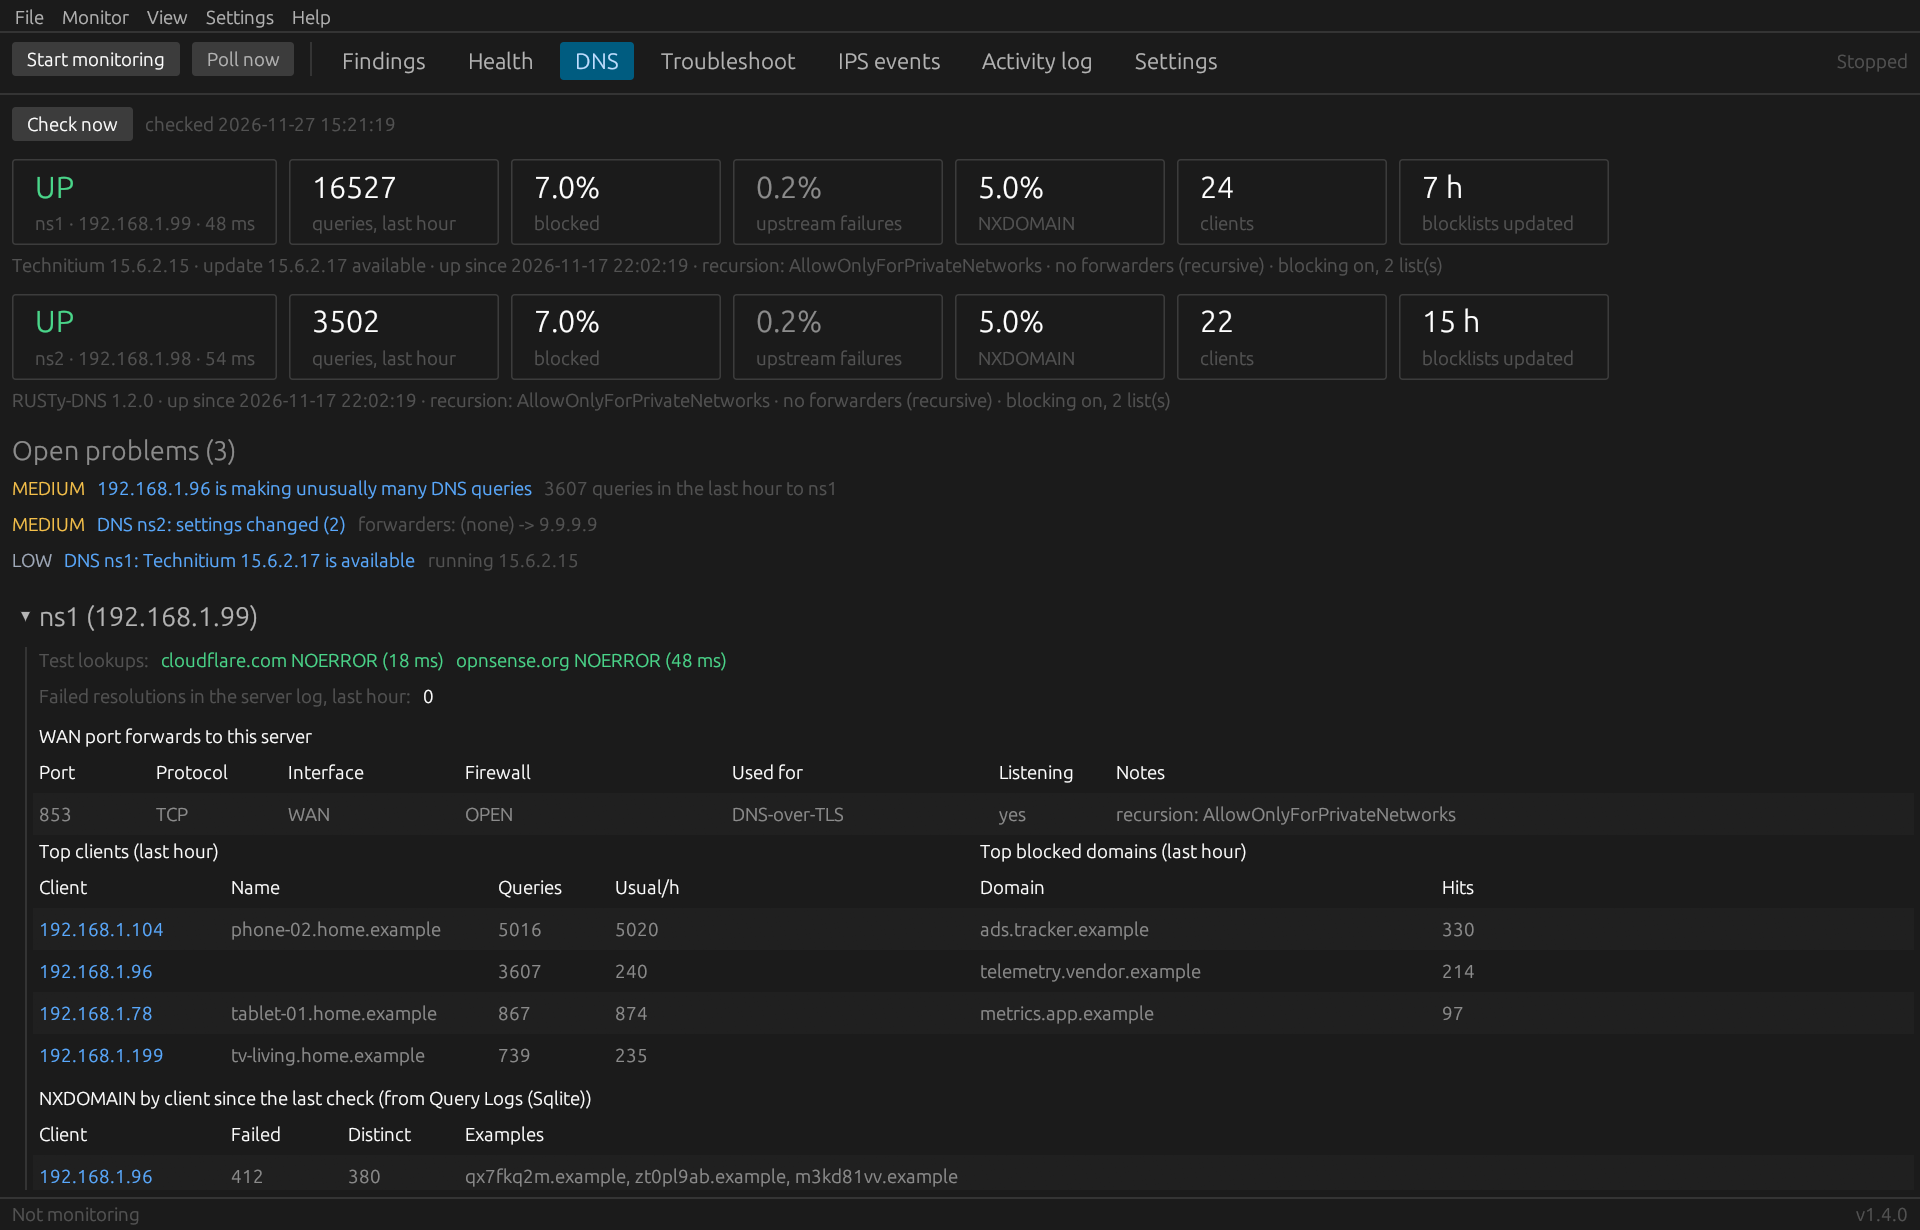 File Monitor View Settings Help
Start monitoring Poll now Findings Health DNS Troubleshoot IPS events Activity log Settings Stopped
Check now checked 2026-11-27 15:21:19
UP 16527 7.0% 0.2% 5.0% 24 7 h
ns1 · 192.168.1.99 · 48 ms queries, last hour blocked upstream failures NXDOMAIN clients blocklists updated
Technitium 15.6.2.15 · update 15.6.2.17 available · up since 2026-11-17 22:02:19 · recursion: AllowOnlyForPrivateNetworks · no forwarders (recursive) · blocking on, 2 list(s)
UP 3502 7.0% 0.2% 5.0% 22 15 h
ns2 · 192.168.1.98 · 54 ms queries, last hour blocked upstream failures NXDOMAIN clients blocklists updated
RUSTy-DNS 1.2.0 · up since 2026-11-17 22:02:19 · recursion: AllowOnlyForPrivateNetworks · no forwarders (recursive) · blocking on, 2 list(s)
Open problems (3)
MEDIUM 192.168.1.96 is making unusually many DNS queries 3607 queries in the last hour to ns1
MEDIUM DNS ns2: settings changed (2) forwarders: (none) -> 9.9.9.9
LOW DNS ns1: Technitium 15.6.2.17 is available running 15.6.2.15
▼ ns1 (192.168.1.99)
Test lookups: cloudflare.com NOERROR (18 ms) opnsense.org NOERROR (48 ms)
Failed resolutions in the server log, last hour: 0
WAN port forwards to this server
Port Protocol Interface Firewall Used for Listening Notes
853 TCP WAN OPEN DNS-over-TLS yes recursion: AllowOnlyForPrivateNetworks
Top clients (last hour) Top blocked domains (last hour)
Client Name Queries Usual/h Domain Hits
192.168.1.104 phone-02.home.example 5016 5020 ads.tracker.example 330
192.168.1.96 3607 240 telemetry.vendor.example 214
192.168.1.78 tablet-01.home.example 867 874 metrics.app.example 97
192.168.1.199 tv-living.home.example 739 235
NXDOMAIN by client since the last check (from Query Logs (Sqlite))
Client Failed Distinct Examples
192.168.1.96 412 380 qx7fkq2m.example, zt0pl9ab.example, m3kd81vv.example
Not monitoring v1.4.0